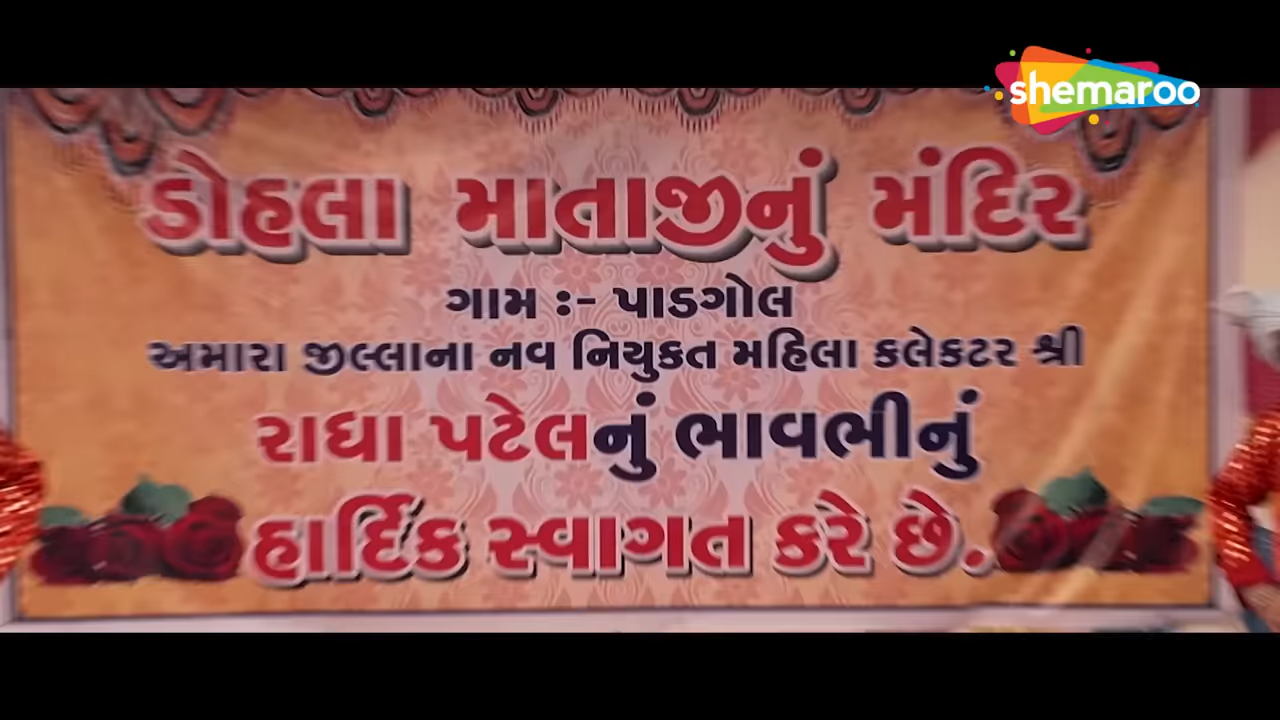 shemaroo
ડોહલા માતાજીનું મંદિર
ગામ :- પાડગોલ
અમારા જીલ્લાના નવ નિયુકત મહિલા કલેકટર શ્રી
રાધા પટેલનું ભાવભીનું
હાર્દિક સ્વાગત કરે છે.